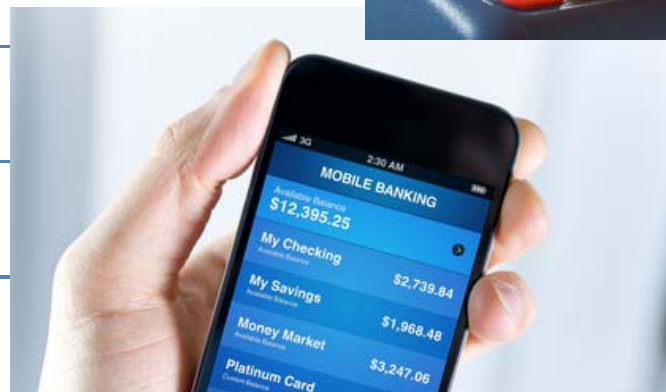 3G
2:30 AM
MOBILE BANKING
Available Balance
$12,395.25
My Checking
Available Balance
$2,739.84
My Savings
Available Balance
$1,968.48
Money Market
Available Balance
$3,247.06
Platinum Card
Current Balance